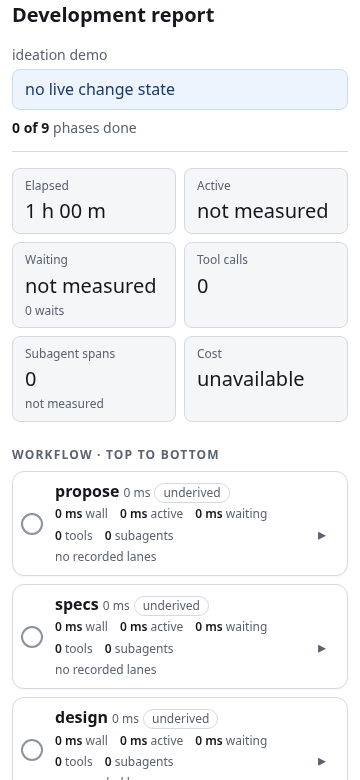 Development report
ideation demo
no live change state
0 of 9 phases done
Elapsed
1 h 00 m
Active
not measured
Waiting
not measured
0 waits
Tool calls
0
Subagent spans
0
not measured
Cost
unavailable
WORKFLOW · TOP TO BOTTOM
propose 0 ms underived
0 ms wall 0 ms active 0 ms waiting
0 tools 0 subagents
no recorded lanes
specs 0 ms underived
0 ms wall 0 ms active 0 ms waiting
0 tools 0 subagents
no recorded lanes
design 0 ms underived
0 ms wall 0 ms active 0 ms waiting
0 tools 0 subagents